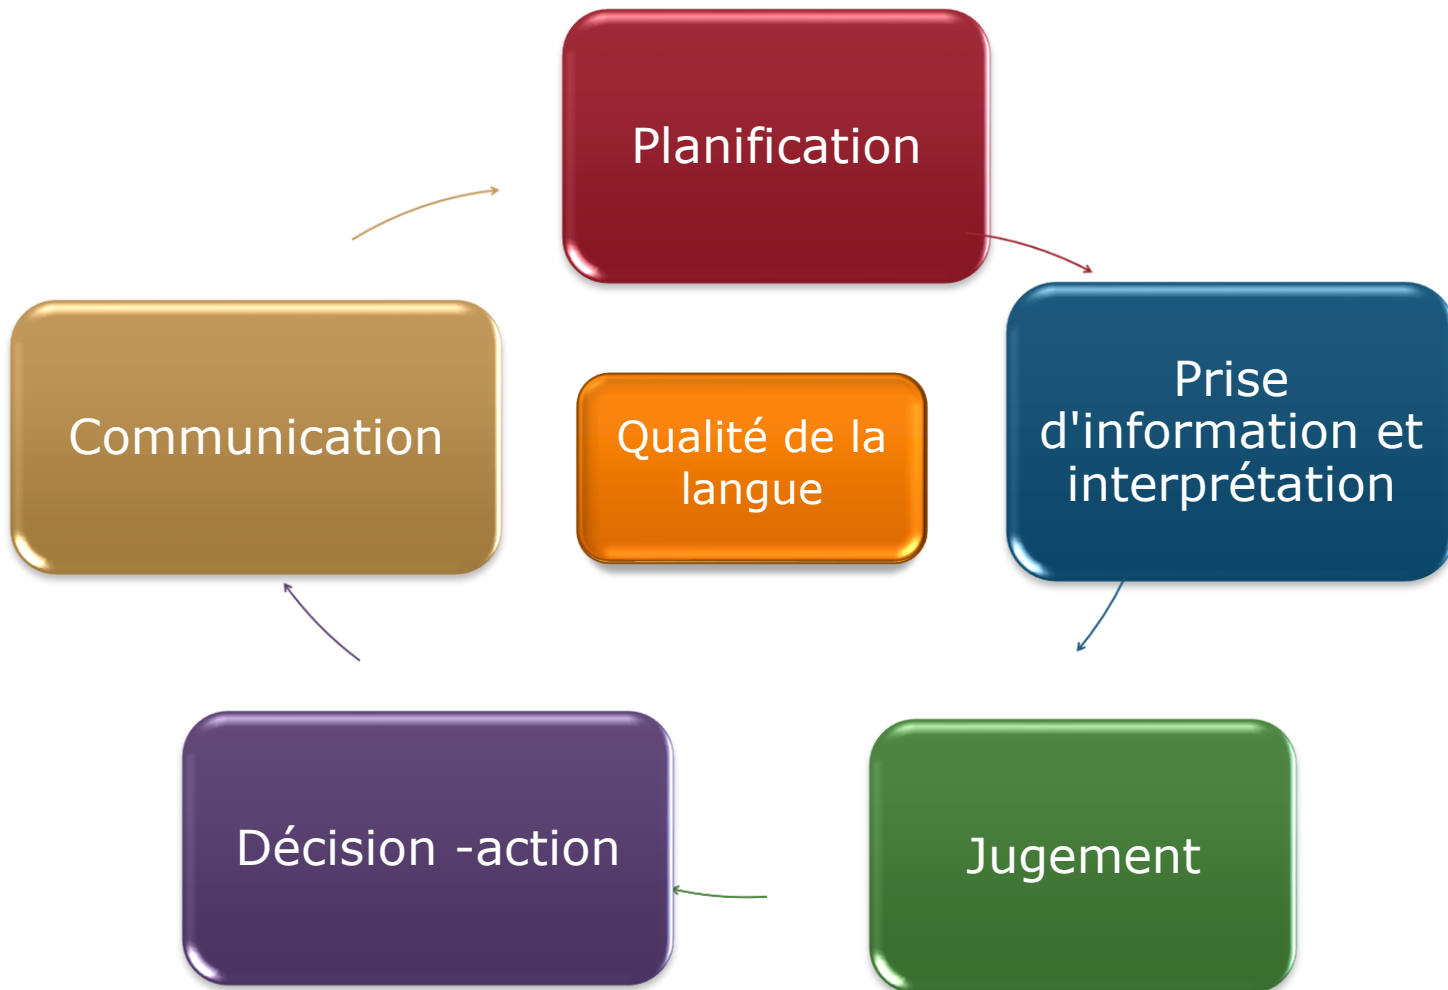 Planification
Prise
d'information et
interprétation
Communication
Qualité de la
langue
Décision -action
Jugement